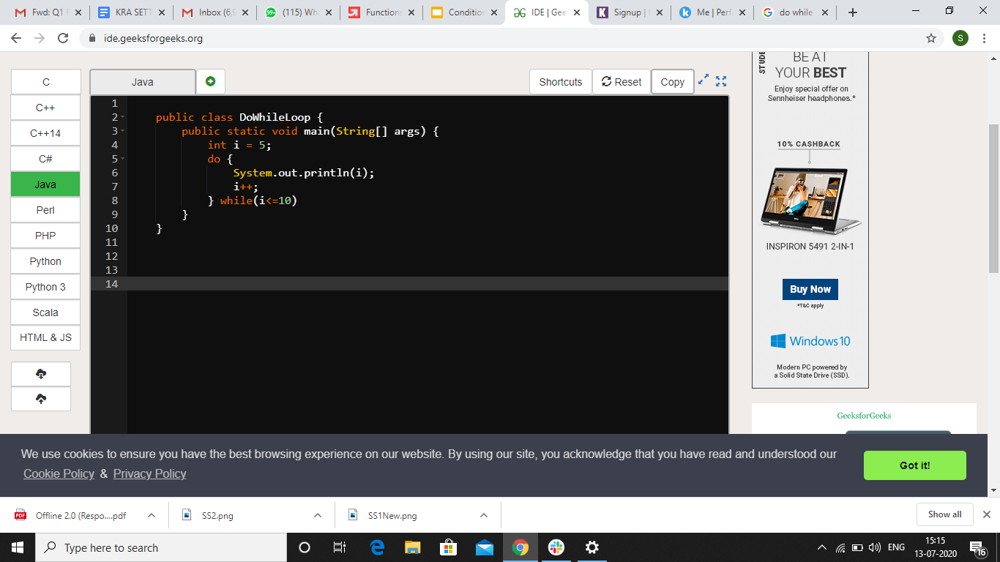 Fwd: Q1 F
KRA SETT
Inbox (6,9
99+ (115) Wha
Functions
Condition
IDE | Gee
Signup |
Me | Perf
do while
ide.geeksforgeeks.org
S
C
C++
C++14
C#
Java
Perl
PHP
Python
Python 3
Scala
HTML & JS
Java
Shortcuts
Reset
Copy
1
2 public class DoWhileLoop {
3 public static void main(String[] args) {
4 int i = 5;
5 do {
6 System.out.println(i);
7 i++;
8 } while(i<=10)
9 }
10 }
11
12
13
14
STUDE
BE AT
YOUR BEST
Enjoy special offer on
Sennheiser headphones.*
10% CASHBACK
INSPIRON 5491 2-IN-1
Buy Now
*T&C apply
Windows 10
Modern PC powered by
a Solid State Drive (SSD).
GeeksforGeeks
We use cookies to ensure you have the best browsing experience on our website. By using our site, you acknowledge that you have read and understood our
Cookie Policy & Privacy Policy
Got it!
PDF Offline 2.0 (Respo....pdf
SS2.png
SS1New.png
Show all
Type here to search
ENG
15:15
13-07-2020
16